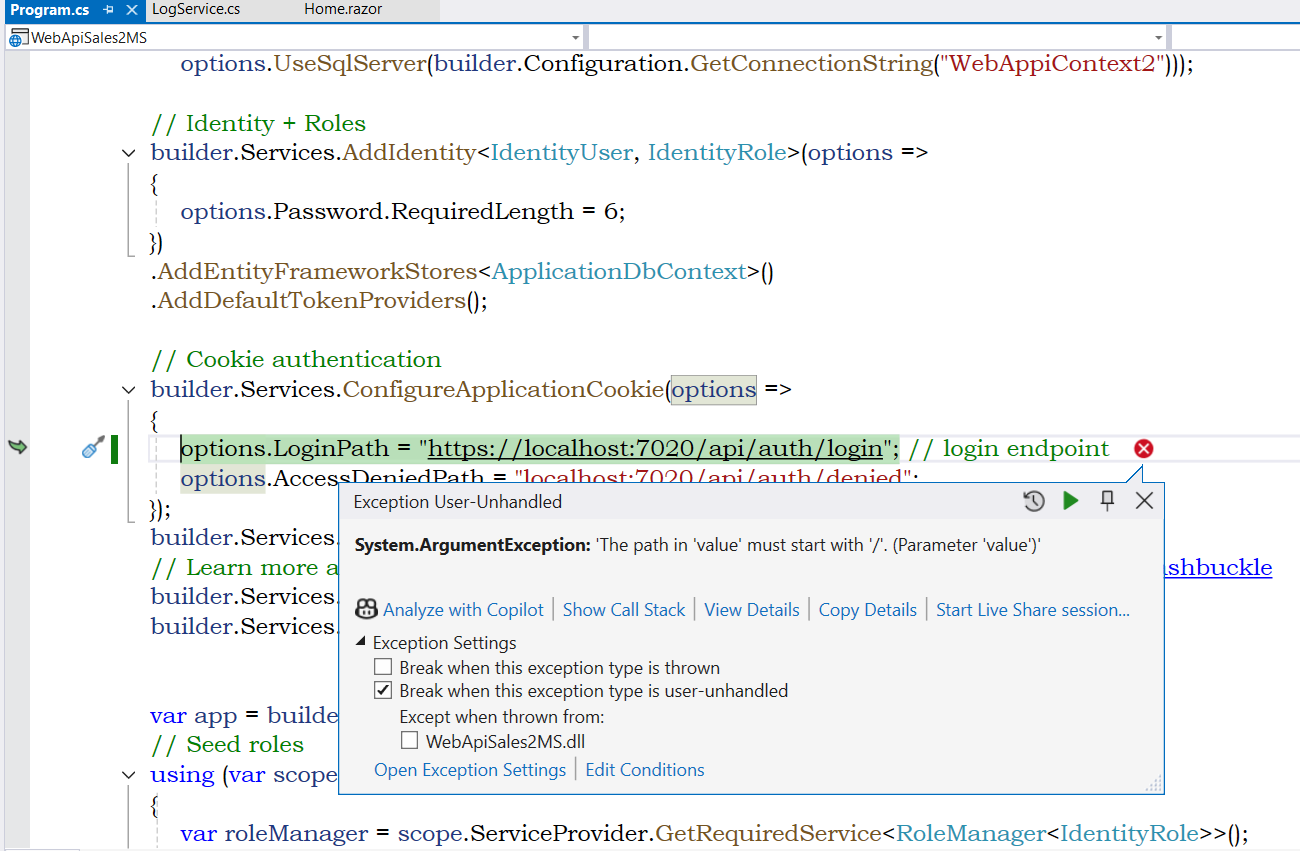 Program.cs LogService.cs Home.razor
WebApiSales2MS
options.UseSqlServer(builder.Configuration.GetConnectionString("WebAppiContext2")));
// Identity + Roles
builder.Services.AddIdentity<IdentityUser, IdentityRole>(options =>
{
options.Password.RequiredLength = 6;
})
.AddEntityFrameworkStores<ApplicationDbContext>()
.AddDefaultTokenProviders();
// Cookie authentication
builder.Services.ConfigureApplicationCookie(options =>
{
options.LoginPath = "https://localhost:7020/api/auth/login"; // login endpoint
options.AccessDeniedPath = "localhost:7020/api/auth/denied";
});
builder.Services.
// Learn more a
shbuckle
builder.Services.
builder.Services.
var app = builde
// Seed roles
using (var scope
{
var roleManager = scope.ServiceProvider.GetRequiredService<RoleManager<IdentityRole>>();
Exception User-Unhandled
System.ArgumentException: 'The path in 'value' must start with '/'. (Parameter 'value')'
Analyze with Copilot | Show Call Stack | View Details | Copy Details | Start Live Share session...
Exception Settings
Break when this exception type is thrown
Break when this exception type is user-unhandled
Except when thrown from:
WebApiSales2MS.dll
Open Exception Settings | Edit Conditions